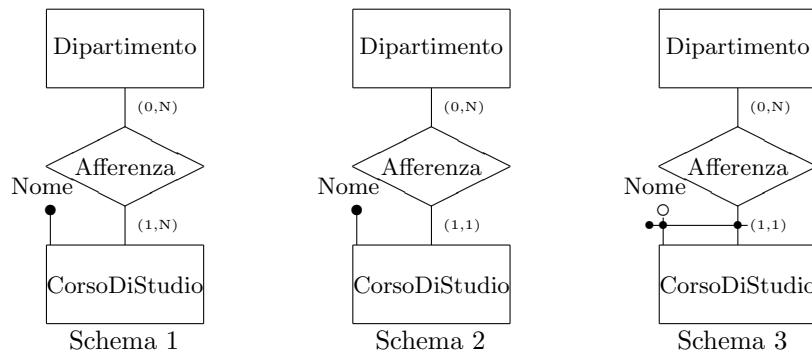 Dipartimento
(0,N)
Afferenza
Nome
(1,N)
CorsoDiStudio
Schema 1
Dipartimento
(0,N)
Afferenza
Nome
(1,1)
CorsoDiStudio
Schema 2
Dipartimento
(0,N)
Afferenza
Nome
(1,1)
CorsoDiStudio
Schema 3